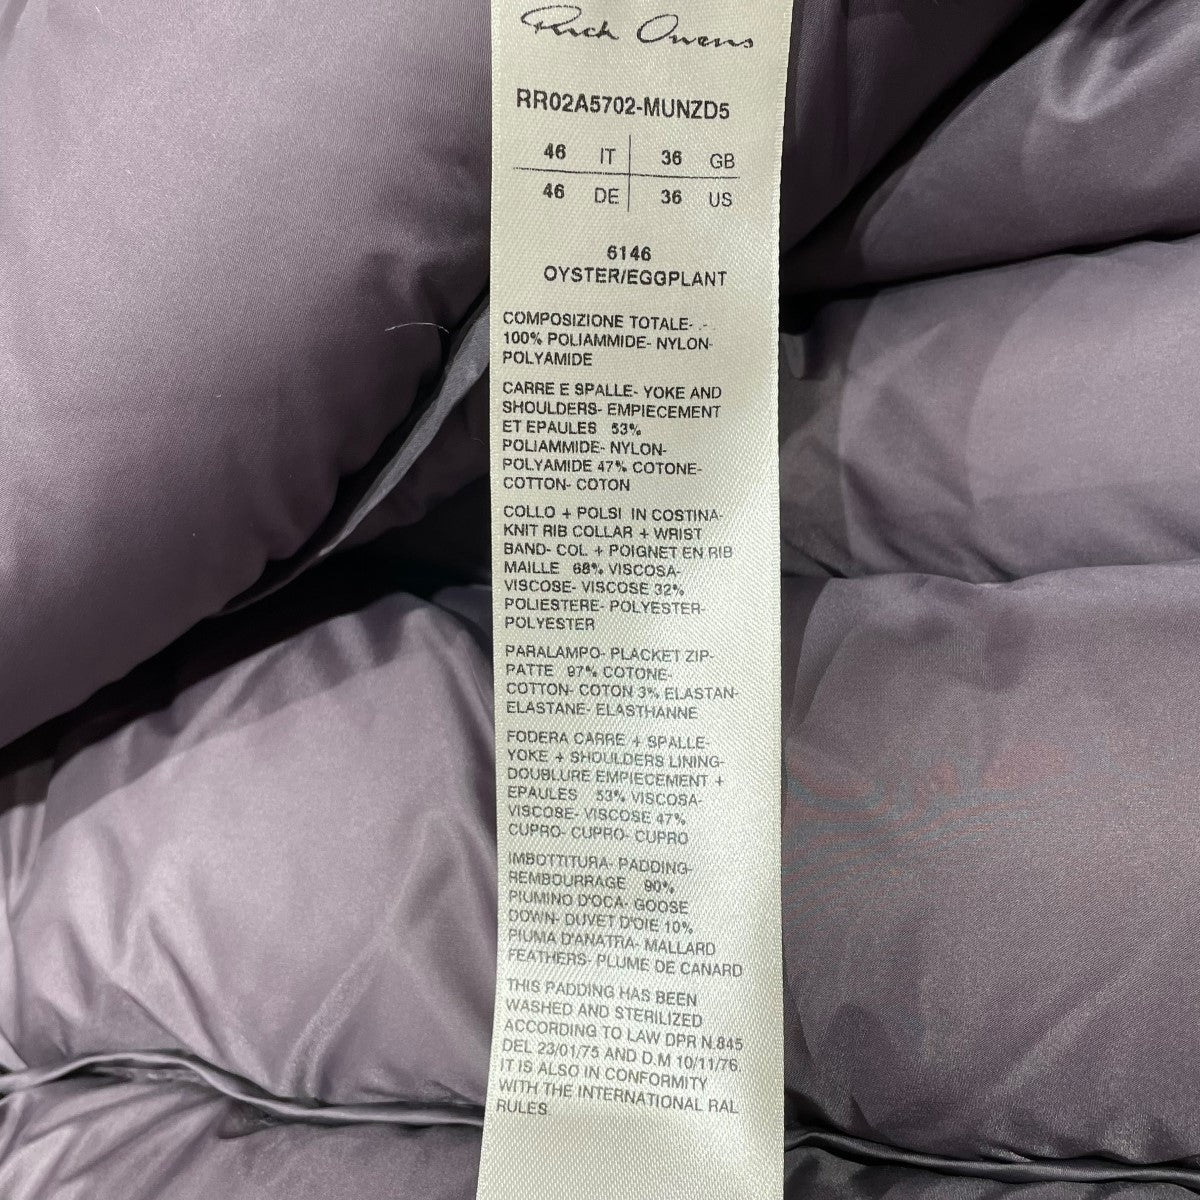 Rick Owens
RR02A5702-MUNZD5
46 IT 36 GB
46 DE 36 US
6146
OYSTER/EGGPLANT
COMPOSIZIONE TOTALE- -
100% POLIAMMIDE- NYLON-
POLYAMIDE
CARRE E SPALLE- YOKE AND
SHOULDERS- EMPIECEMENT
ET EPAULES 53%
POLIAMMIDE- NYLON-
POLYAMIDE 47% COTONE-
COTTON- COTON
COLLO + POLSI IN COSTINA-
KNIT RIB COLLAR + WRIST
BAND- COL + POIGNET EN RIB
MAILLE 68% VISCOSA-
VISCOSE- VISCOSE 32%
POLIESTERE- POLYESTER-
POLYESTER
PARALAMPO- PLACKET ZIP-
PATTE 97% COTONE-
COTTON- COTON 3% ELASTAN-
ELASTANE- ELASTHANNE
FODERA CARRE + SPALLE-
YOKE + SHOULDERS LINING-
DOUBLURE EMPIECEMENT +
EPAULES 53% VISCOSA-
VISCOSE- VISCOSE 47%
CUPRO- CUPRO- CUPRO
IMBOTTITURA- PADDING-
REMBOURRAGE 90%
PIUMINO D'OCA- GOOSE
DOWN- DUVET D'OIE 10%
PIUMA D'ANATRA- MALLARD
FEATHERS- PLUME DE CANARD
THIS PADDING HAS BEEN
WASHED AND STERILIZED
ACCORDING TO LAW DPR N.845
DEL 23/01/75 AND D.M 10/11/76.
IT IS ALSO IN CONFORMITY
WITH THE INTERNATIONAL RAL
RULES